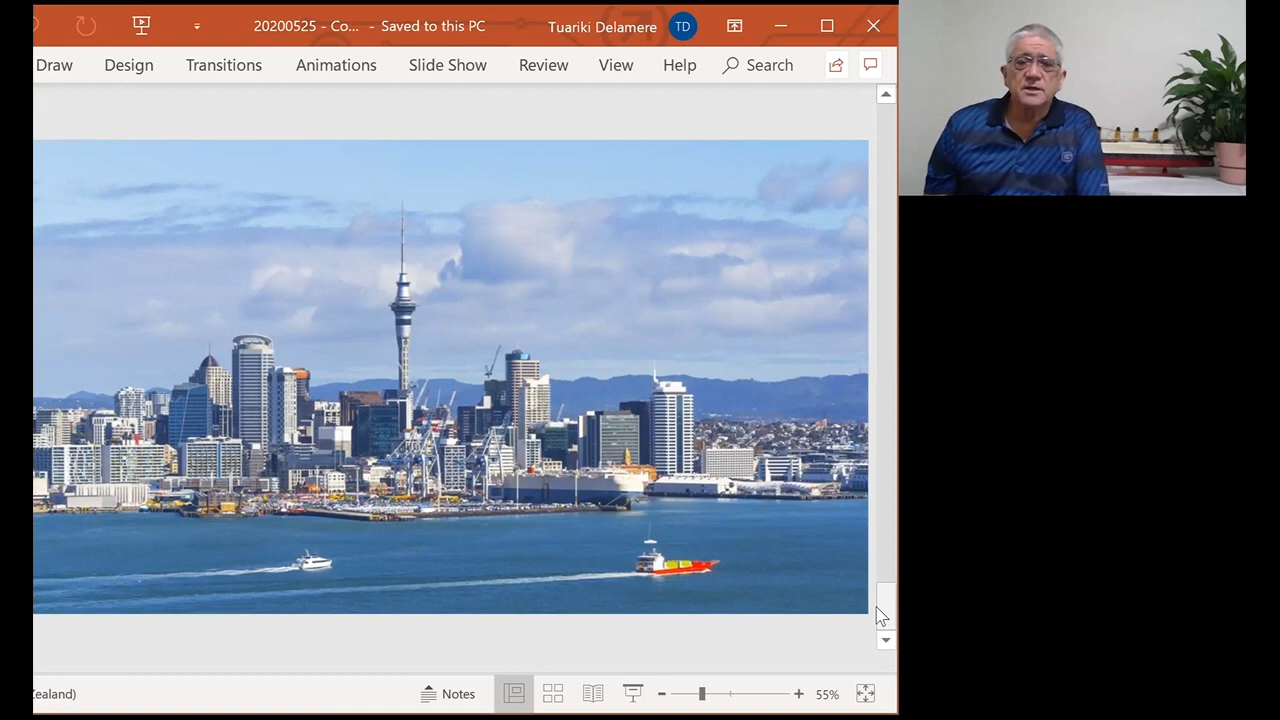 20200525 - Co... - Saved to this PC Tuariki Delamere TD
Draw Design Transitions Animations Slide Show Review View Help Search
Zealand)
Notes
55%